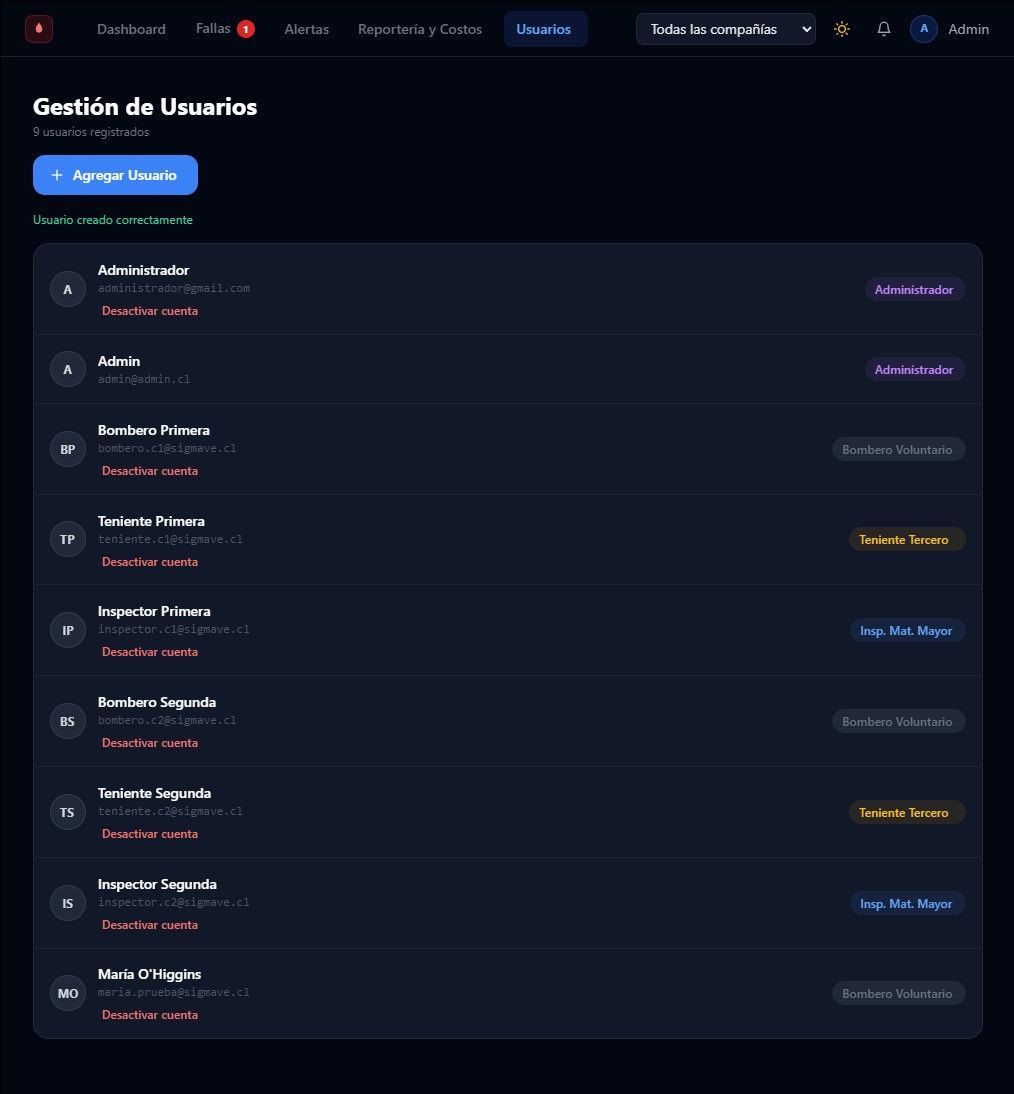 Dashboard Fallas 1 Alertas Reportería y Costos Usuarios Todas las compañías A Admin
Gestión de Usuarios
9 usuarios registrados
+ Agregar Usuario
Usuario creado correctamente
A Administrador
administrador@gmail.com
Desactivar cuenta
Administrador
A Admin
admin@admin.cl
Administrador
BP Bombero Primera
bombero.c1@sigmave.cl
Desactivar cuenta
Bombero Voluntario
TP Teniente Primera
teniente.c1@sigmave.cl
Desactivar cuenta
Teniente Tercero
IP Inspector Primera
inspector.c1@sigmave.cl
Desactivar cuenta
Insp. Mat. Mayor
BS Bombero Segunda
bombero.c2@sigmave.cl
Desactivar cuenta
Bombero Voluntario
TS Teniente Segunda
teniente.c2@sigmave.cl
Desactivar cuenta
Teniente Tercero
IS Inspector Segunda
inspector.c2@sigmave.cl
Desactivar cuenta
Insp. Mat. Mayor
MO María O'Higgins
maria.prueba@sigmave.cl
Desactivar cuenta
Bombero Voluntario